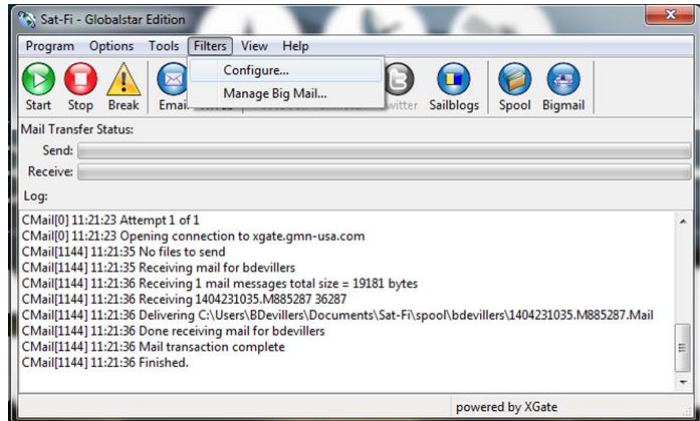 Sat-Fi - Globalstar Edition
Program Options Tools Filters View Help
Configure...
Manage Big Mail...
Start Stop Break Sailblogs Spool Bigmail
Mail Transfer Status:
Send:
Receive:
Log:
CMail[0] 11:21:23 Attempt 1 of 1
CMail[0] 11:21:23 Opening connection to xgate.gmn-usa.com
CMail[1144] 11:21:35 No files to send
CMail[1144] 11:21:35 Receiving mail for bdevillers
CMail[1144] 11:21:36 Receiving 1 mail messages total size = 19181 bytes
CMail[1144] 11:21:36 Receiving 1404231035.M885287 36287
CMail[1144] 11:21:36 Delivering C:\Users\BDevillers\Documents\Sat-Fi\spool\bdevillers\1404231035.M885287.Mail
CMail[1144] 11:21:36 Done receiving mail for bdevillers
CMail[1144] 11:21:36 Mail transaction complete
CMail[1144] 11:21:36 Finished.
powered by XGate